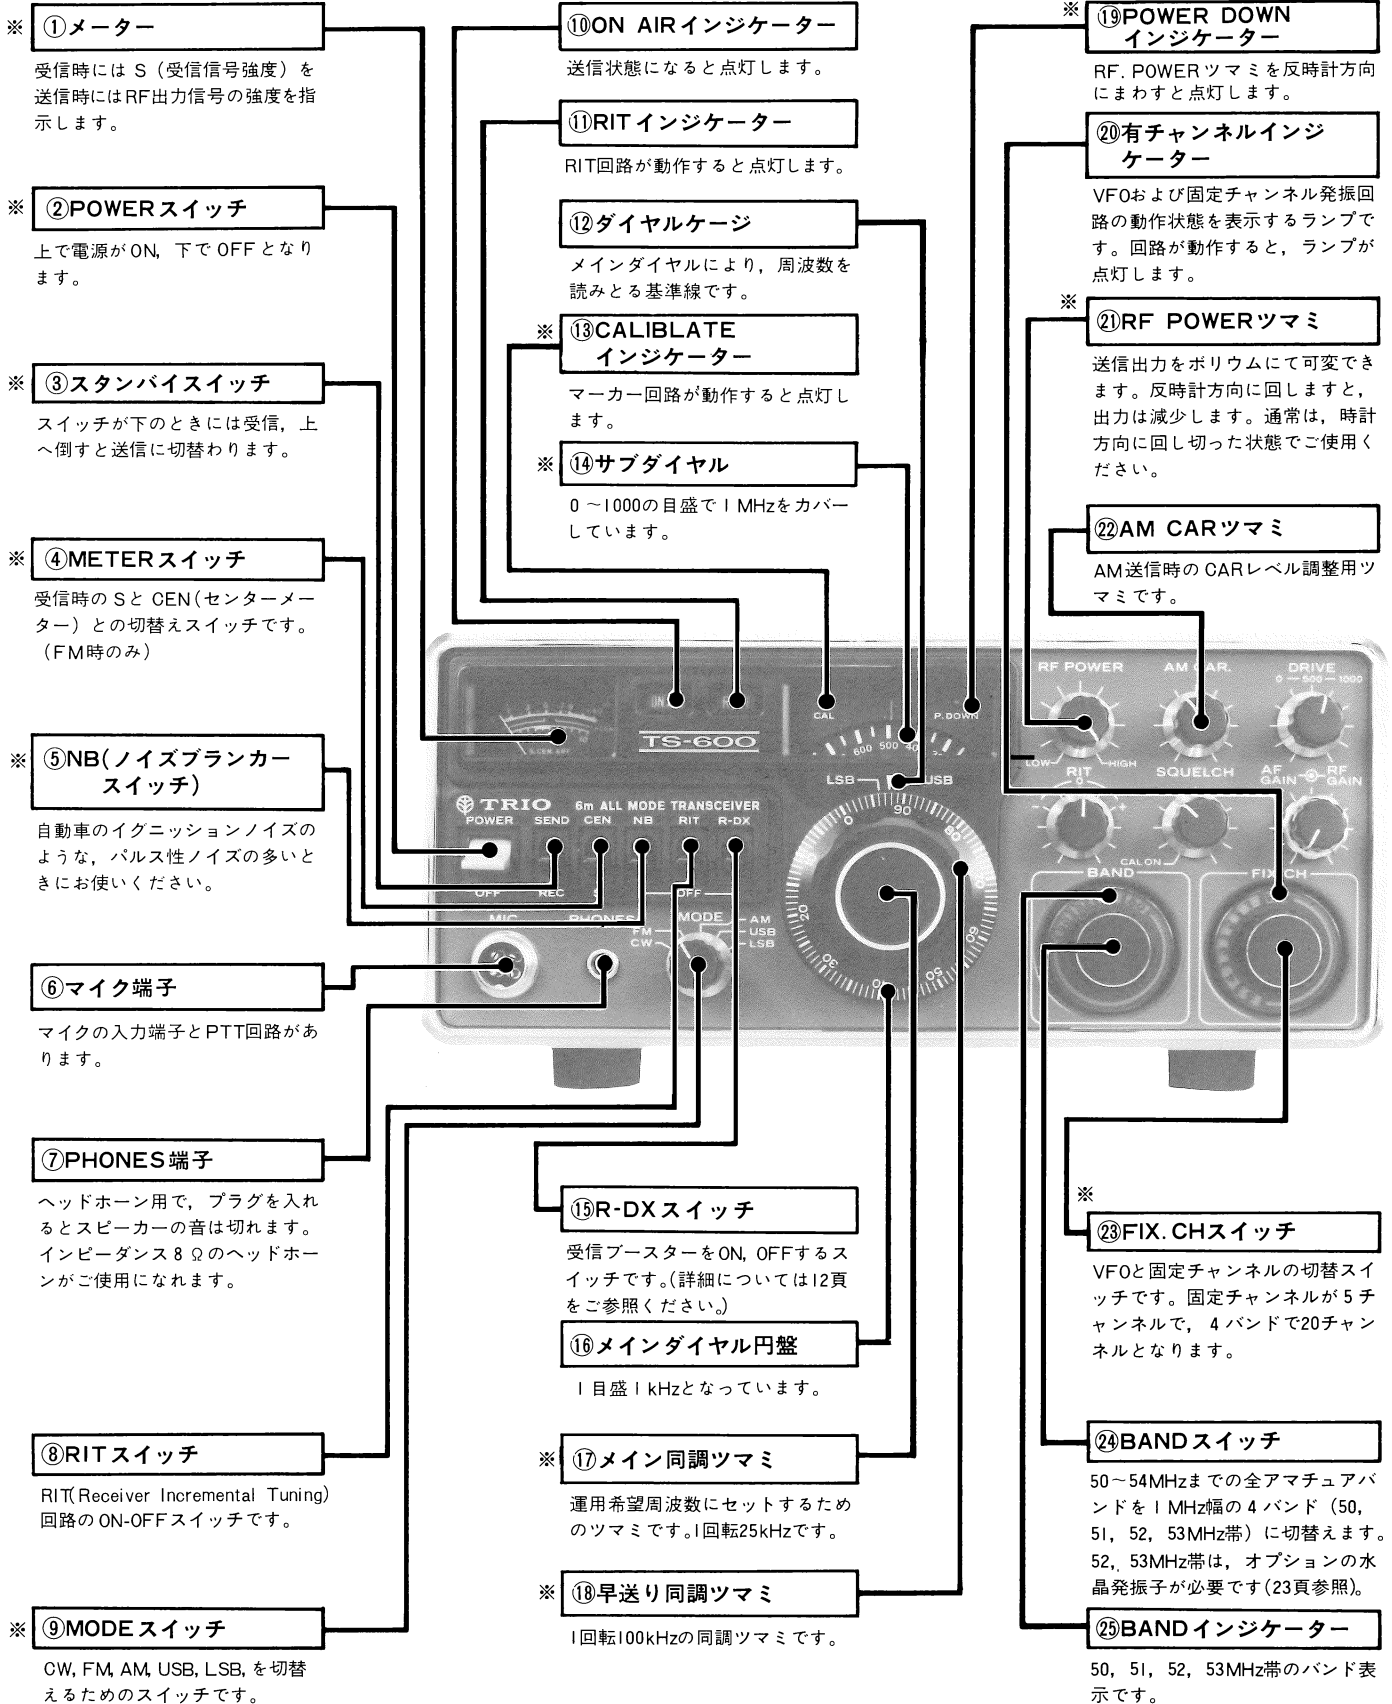 ※ ①メーター
受信時には S（受信信号強度）を
送信時にはRF出力信号の強度を指
示します。
※ ②POWERスイッチ
上で電源がON, 下で OFF となり
ます。
※ ③スタンバイスイッチ
スイッチが下のときには受信，上
へ倒すと送信に切替わります。
※ ④METERスイッチ
受信時の S と CEN(センターメー
ター）との切替えスイッチです。
（FM時のみ）
※ ⑤NB(ノイズブランカー
スイッチ)
自動車のイグニッションノイズの
ような，パルス性ノイズの多いと
きにお使いください。
⑥マイク端子
マイクの入力端子とPTT回路があ
ります。
⑦PHONES端子
ヘッドホーン用で，プラグを入れ
るとスピーカーの音は切れます。
インピーダンス 8 Ωのヘッドホー
ンがご使用になれます。
⑧RITスイッチ
RIT(Receiver Incremental Tuning)
回路の ON-OFFスイッチです。
※ ⑨MODEスイッチ
CW, FM, AM, USB, LSB, を切替
えるためのスイッチです。
⑩ON AIRインジケーター
送信状態になると点灯します。
⑪RITインジケーター
RIT回路が動作すると点灯します。
⑫ダイヤルケージ
メインダイヤルにより，周波数を
読みとる基準線です。
※ ⑬CALIBLATE
インジケーター
マーカー回路が動作すると点灯し
ます。
※ ⑭サブダイヤル
0～1000の目盛で1 MHzをカバー
しています。
⑮R-DXスイッチ
受信ブースターをON, OFFするス
イッチです。(詳細については12頁
をご参照ください。)
⑯メインダイヤル円盤
1目盛1kHzとなっています。
※ ⑰メイン同調ツマミ
運用希望周波数にセットするため
のツマミです。1回転25kHzです。
※ ⑱早送り同調ツマミ
1回転100kHzの同調ツマミです。
※ ⑲POWER DOWN
インジケーター
RF. POWERツマミを反時計方向
にまわすと点灯します。
⑳有チャンネルインジ
ケーター
VFOおよび固定チャンネル発振回
路の動作状態を表示するランプで
す。回路が動作すると，ランプが
点灯します。
※ ㉑RF POWERツマミ
送信出力をボリウムにて可変でき
ます。反時計方向に回しますと，
出力は減少します。通常は，時計
方向に回し切った状態でご使用く
ださい。
㉒AM CARツマミ
AM送信時の CARレベル調整用ツ
マミです。
※
㉓FIX. CHスイッチ
VFOと固定チャンネルの切替スイ
ッチです。固定チャンネルが 5 チ
ャンネルで， 4 バンドで20チャン
ネルとなります。
㉔BANDスイッチ
50～54MHzまでの全アマチュアバ
ンドを1 MHz幅の 4 バンド（50,
51, 52, 53MHz帯）に切替えます。
52, 53MHz帯は，オプションの水
晶発振子が必要です(23頁参照)。
㉕BANDインジケーター
50, 51, 52, 53MHz帯のバンド表
示です。
CAL
P.DOWN
TS-600
600 500
LSB
USB
TRIO
6m ALL MODE TRANSCEIVER
POWER SEND CEN NB RIT R-DX
OFF REC OFF
MIC PHONES MODE
FM
CW
AM
USB
LSB
0 90 80 60 50 30 20
RF POWER
AM CAR.
DRIVE
0 — 500 — 1000
LOW HIGH
RIT
0
SQUELCH
AF GAIN
RF GAIN
CAL ON
BAND
FIX.CH